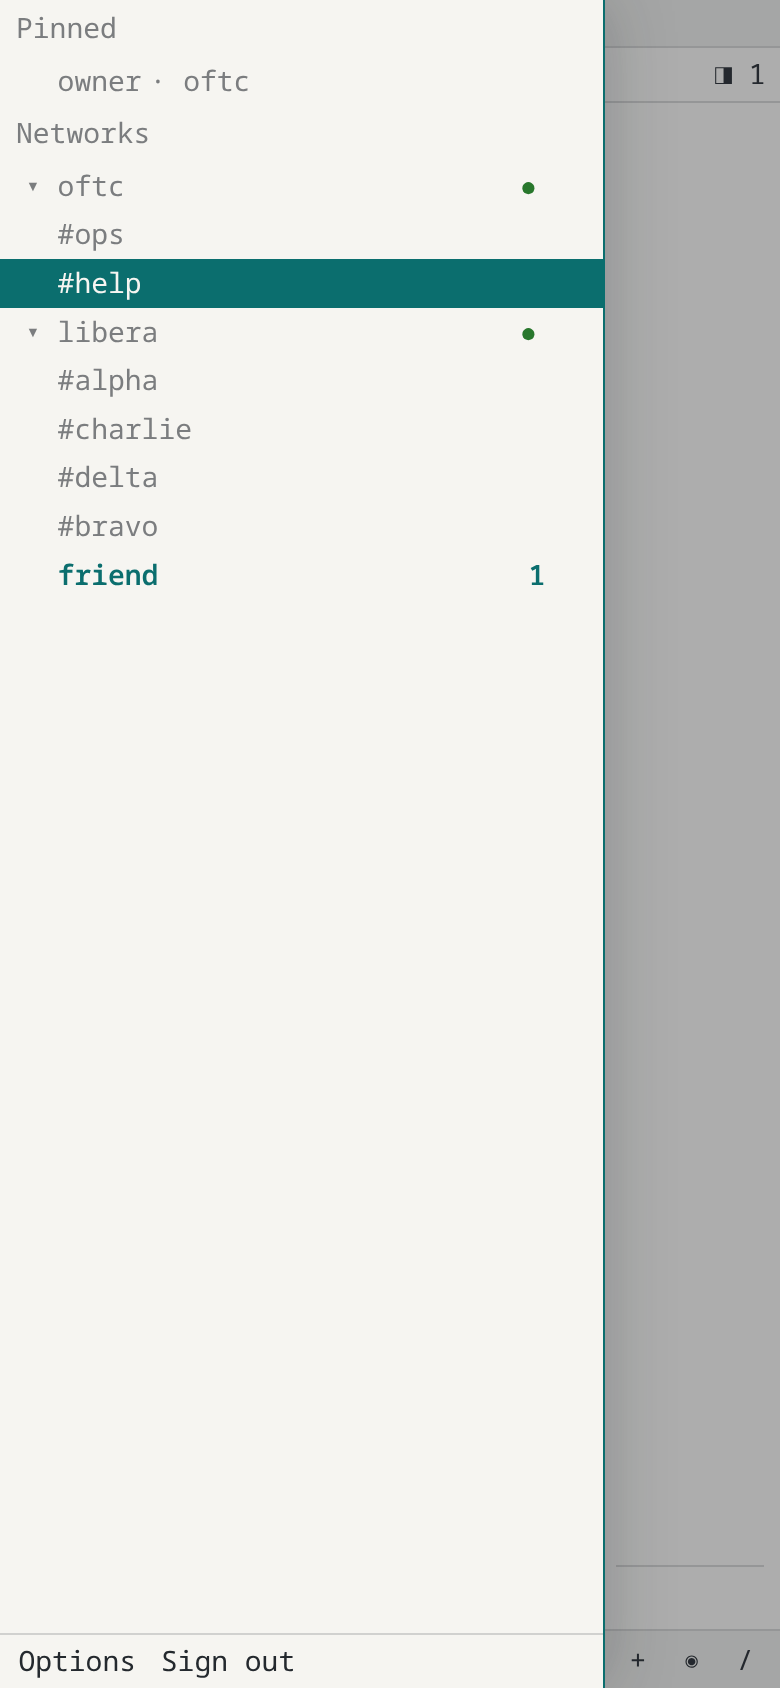 Pinned
owner · oftc
Networks
▾ oftc ●
#ops
#help
▾ libera ●
#alpha
#charlie
#delta
#bravo
friend 1
Options Sign out
◨ 1
+ ◉ /